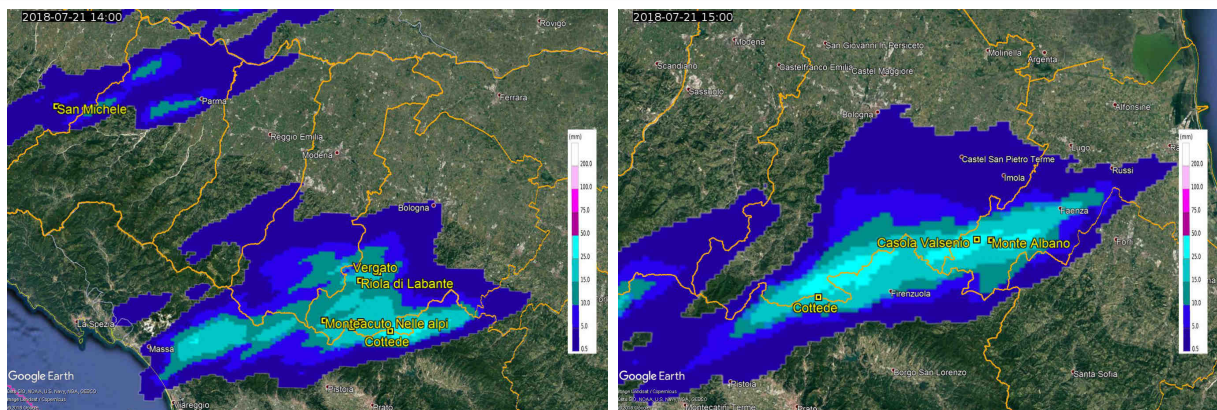 2018-07-21 14:00
Rovigo
San Michele
Parma
Ferrara
Reggio Emilia
Modena
Bologna
Vergato
Riola di Labante
La Spezia
Monteacuto Nelle alpi
Cottede
Massa
Pistoia
Viareggio
Prato
Google Earth
(mm)
200.0
100.0
75.0
50.0
30.0
15.0
10.0
5.0
0.5
2018-07-21 15:00
Modena
San Giovanni in Persiceto
Molinella
Argenta
Scandiano
Castelfranco Emilia
Castel Maggiore
Sassuolo
Alfonsine
Bologna
Lugo
Castel San Pietro Terme
Russi
Imola
Faenza
Casola Valsenio
Monte Albano
Forlì
Firenzuola
Cottede
Borgo San Lorenzo
Santa Sofia
Pistoia
Montecatini Terme
Prato
Google Earth
(mm)
200.0
100.0
75.0
50.0
30.0
15.0
10.0
5.0
0.5